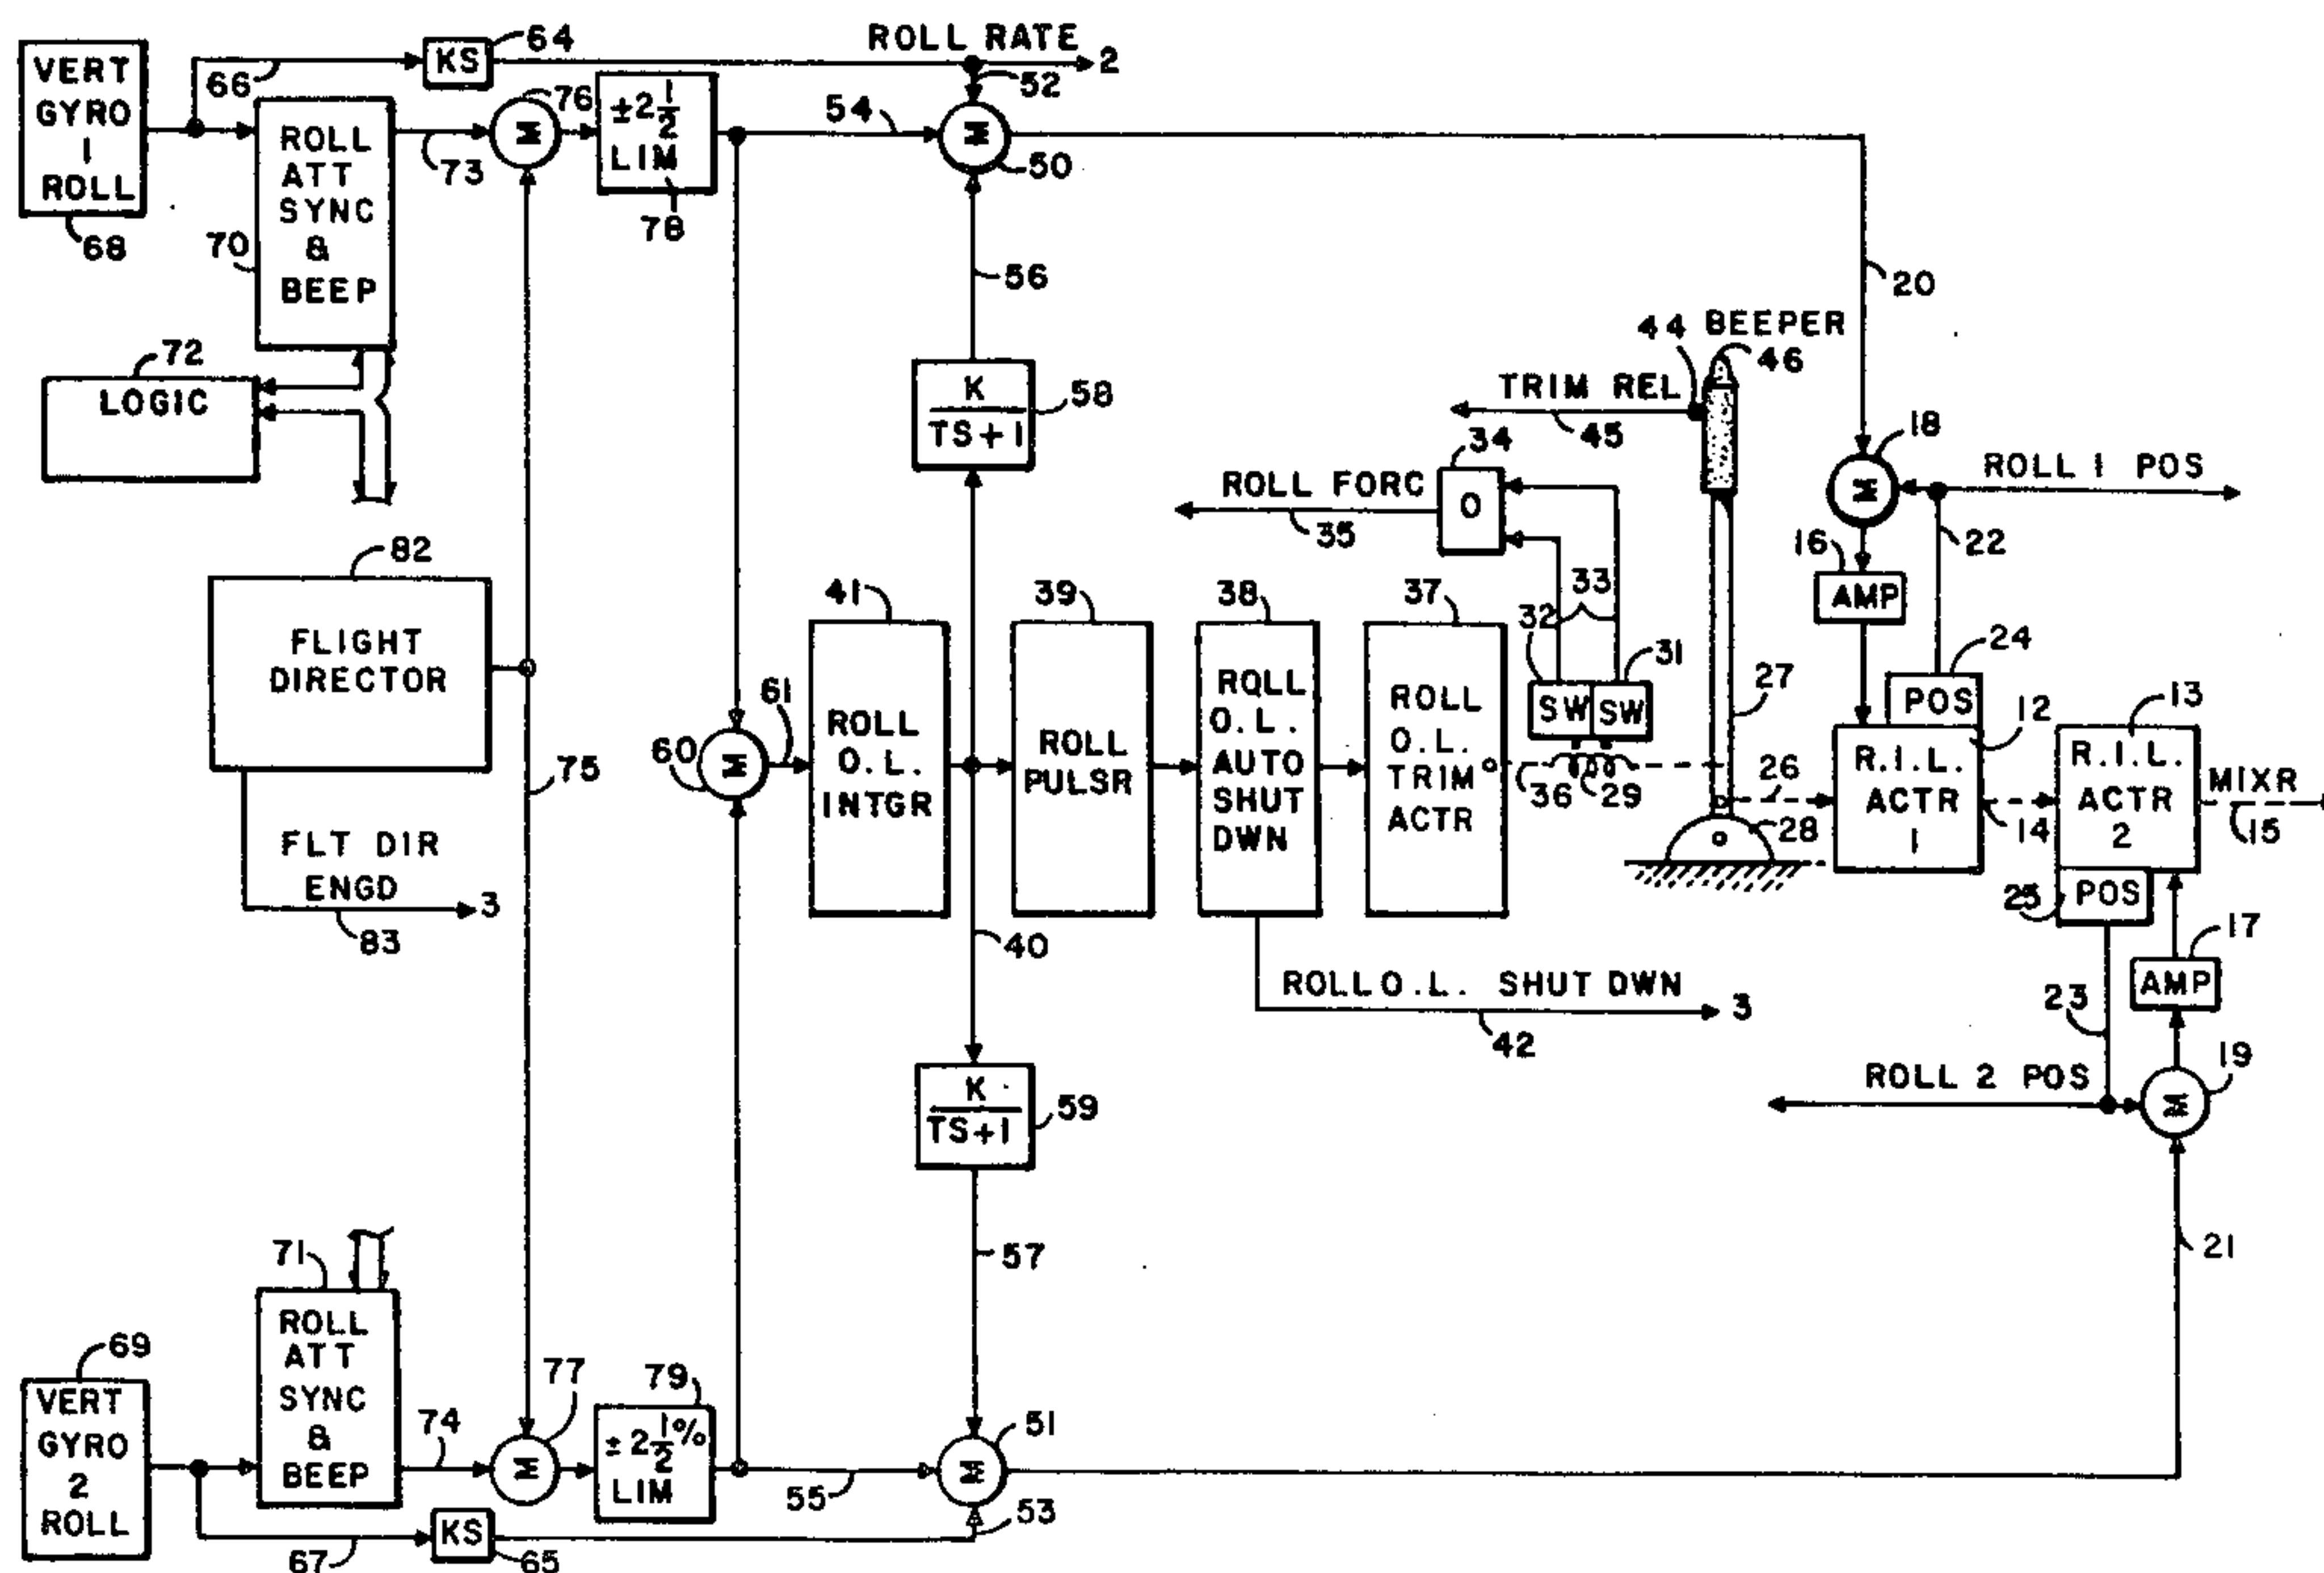 VERT
GYRO
1
ROLL
68
66
KS
64
ROLL RATE
2
52
ROLL
ATT
SYNC
&
BEEP
70
73
76
±2 1/2
LIM
78
54
Σ
Σ
50
56
20
72
LOGIC
K
TS+1
58
44 BEEPER
46
TRIM REL
45
34
O
ROLL FORC
35
33
32
31
SW
SW
18
Σ
ROLL 1 POS
22
16
AMP
24
POS
27
12
R.I.L.
ACTR
1
13
R.I.L.
ACTR
2
MIXR
15
14
26
28
25
POS
17
AMP
23
ROLL 2 POS
19
Σ
21
82
FLIGHT
DIRECTOR
75
FLT DIR
ENGD
3
83
60
Σ
61
41
ROLL
O.L.
INTGR
39
ROLL
PULSR
38
ROLL
O.L.
AUTO
SHUT
DWN
37
ROLL
O.L.
TRIM
ACTR
36
29
40
ROLL O.L. SHUT DWN
3
42
K
TS+1
59
57
71
ROLL
ATT
SYNC
&
BEEP
69
VERT
GYRO
2
ROLL
74
77
Σ
79
± 2 1/2 %
LIM
55
51
Σ
53
67
KS
65